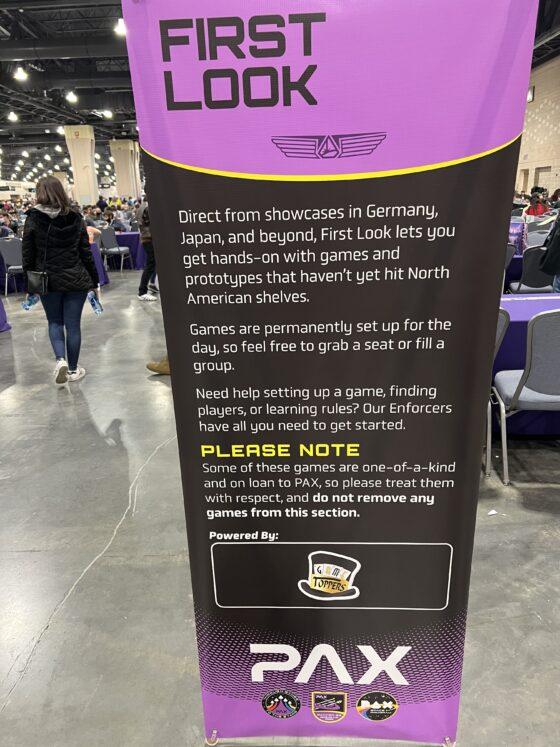 FIRST
LOOK
Direct from showcases in Germany,
Japan, and beyond, First Look lets you
get hands-on with games and
prototypes that haven't yet hit North
American shelves.
Games are permanently set up for the
day, so feel free to grab a seat or fill a
group.
Need help setting up a game, finding
players, or learning rules? Our Enforcers
have all you need to get started.
PLEASE NOTE
Some of these games are one-of-a-kind
and on loan to PAX, so please treat them
with respect, and do not remove any
games from this section.
Powered By:
GAME
TOPPERS
PAX